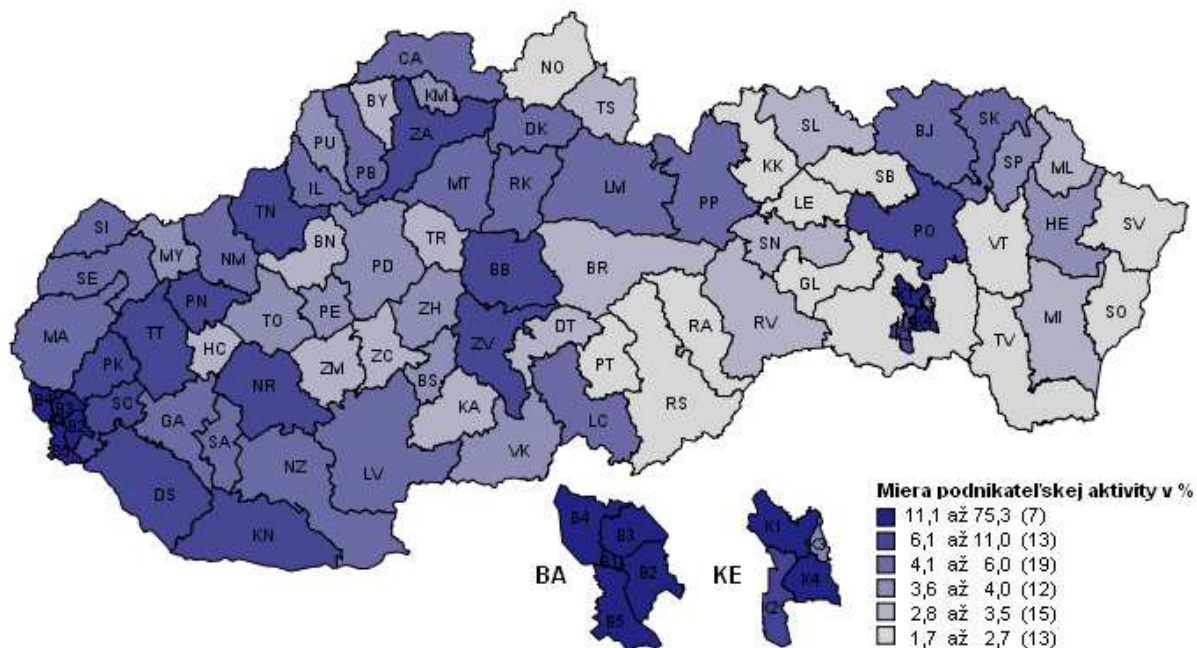 CA
NO
BY
KM
TS
ZA
DK
PU
PB
IL
MT
RK
LM
PP
KK
SL
BJ
SK
SP
ML
SB
LE
PO
HE
SV
VT
SN
GL
TN
SI
MY
NM
BN
PD
TR
BB
BR
SE
PN
TO
PE
ZH
DT
RA
RV
MI
SO
TV
MA
TT
HC
ZM
ZC
ZV
PT
PK
NR
BS
KA
RS
SC
GA
SA
LC
VK
DS
NZ
LV
KN
BA
B4
B3
B2
B5
KE
K1
K4
Miera podnikateľskej aktivity v %
11,1 až 75,3 (7)
6,1 až 11,0 (13)
4,1 až 6,0 (19)
3,6 až 4,0 (12)
2,8 až 3,5 (15)
1,7 až 2,7 (13)